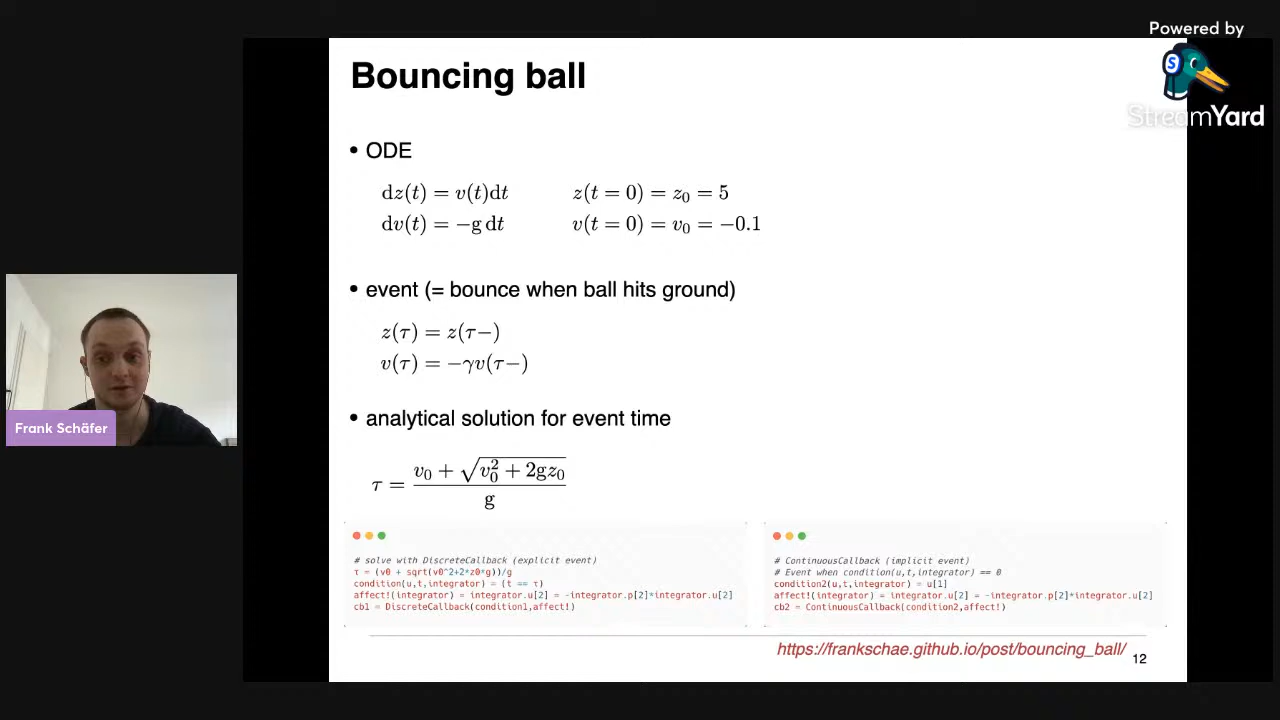 Powered by
StreamYard
Bouncing ball
• ODE
dz(t) = v(t)dt z(t = 0) = z₀ = 5
dv(t) = −g dt v(t = 0) = v₀ = −0.1
• event (= bounce when ball hits ground)
z(τ) = z(τ−)
v(τ) = −γv(τ−)
• analytical solution for event time
τ = (v₀ + √(v₀² + 2gz₀)) / g
Frank Schäfer
# solve with DiscreteCallback (explicit event)
τ = (v0 + sqrt(v0^2+2*z0*g))/g
condition(u,t,integrator) = (t == τ)
affect!(integrator) = integrator.u[2] = -integrator.p[2]*integrator.u[2]
cb1 = DiscreteCallback(condition1,affect!)
# ContinuousCallback (implicit event)
# Event when condition(u,t,integrator) == 0
condition2(u,t,integrator) = u[1]
affect!(integrator) = integrator.u[2] = -integrator.p[2]*integrator.u[2]
cb2 = ContinuousCallback(condition2,affect!)
https://frankschae.github.io/post/bouncing_ball/
12